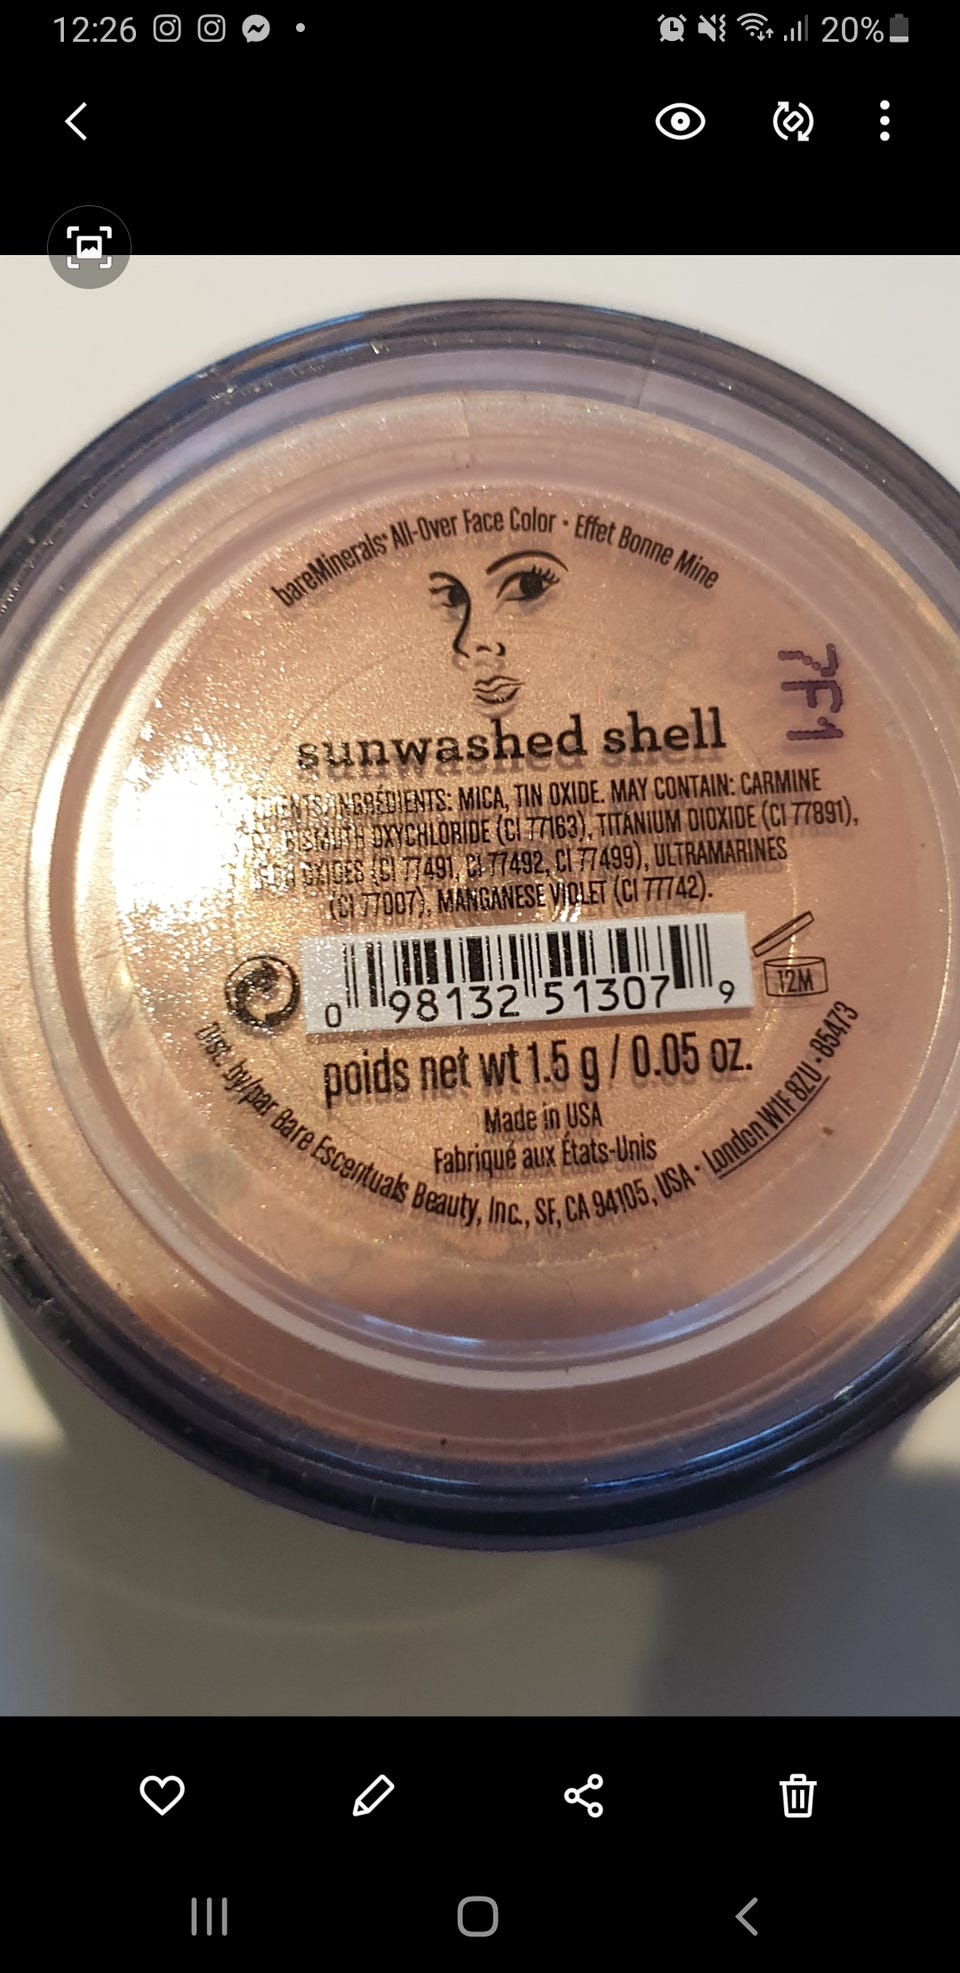 12:26
20%
bareMinerals® All-Over Face Color • Effet Bonne Mine
sunwashed shell
INGRÉDIENTS: MICA, TIN OXIDE. MAY CONTAIN: CARMINE
BISMUTH OXYCHLORIDE (CI 77163), TITANIUM DIOXIDE (CI 77891),
OXIDES (CI 77491, CI 77492, CI 77499), ULTRAMARINES
(CI 77007), MANGANESE VIOLET (CI 77742).
0 98132 51307 9
12M
poids net wt 1.5 g / 0.05 oz.
Made in USA
Fabriqué aux États-Unis
Dist. by/par Bare Escentuals Beauty, Inc., SF, CA 94105, USA • London W1F 8ZU • 85473